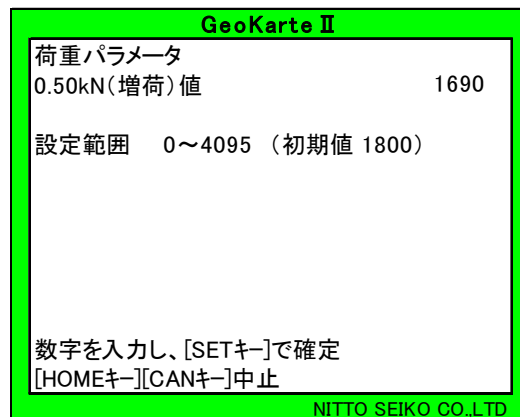 GeoKarteⅡ
荷重パラメータ
0.50kN(増荷)値 1690
設定範囲 0～4095 (初期値 1800)
数字を入力し、[SETｷｰ]で確定
[HOMEｷｰ][CANｷｰ]中止
NITTO SEIKO CO.,LTD